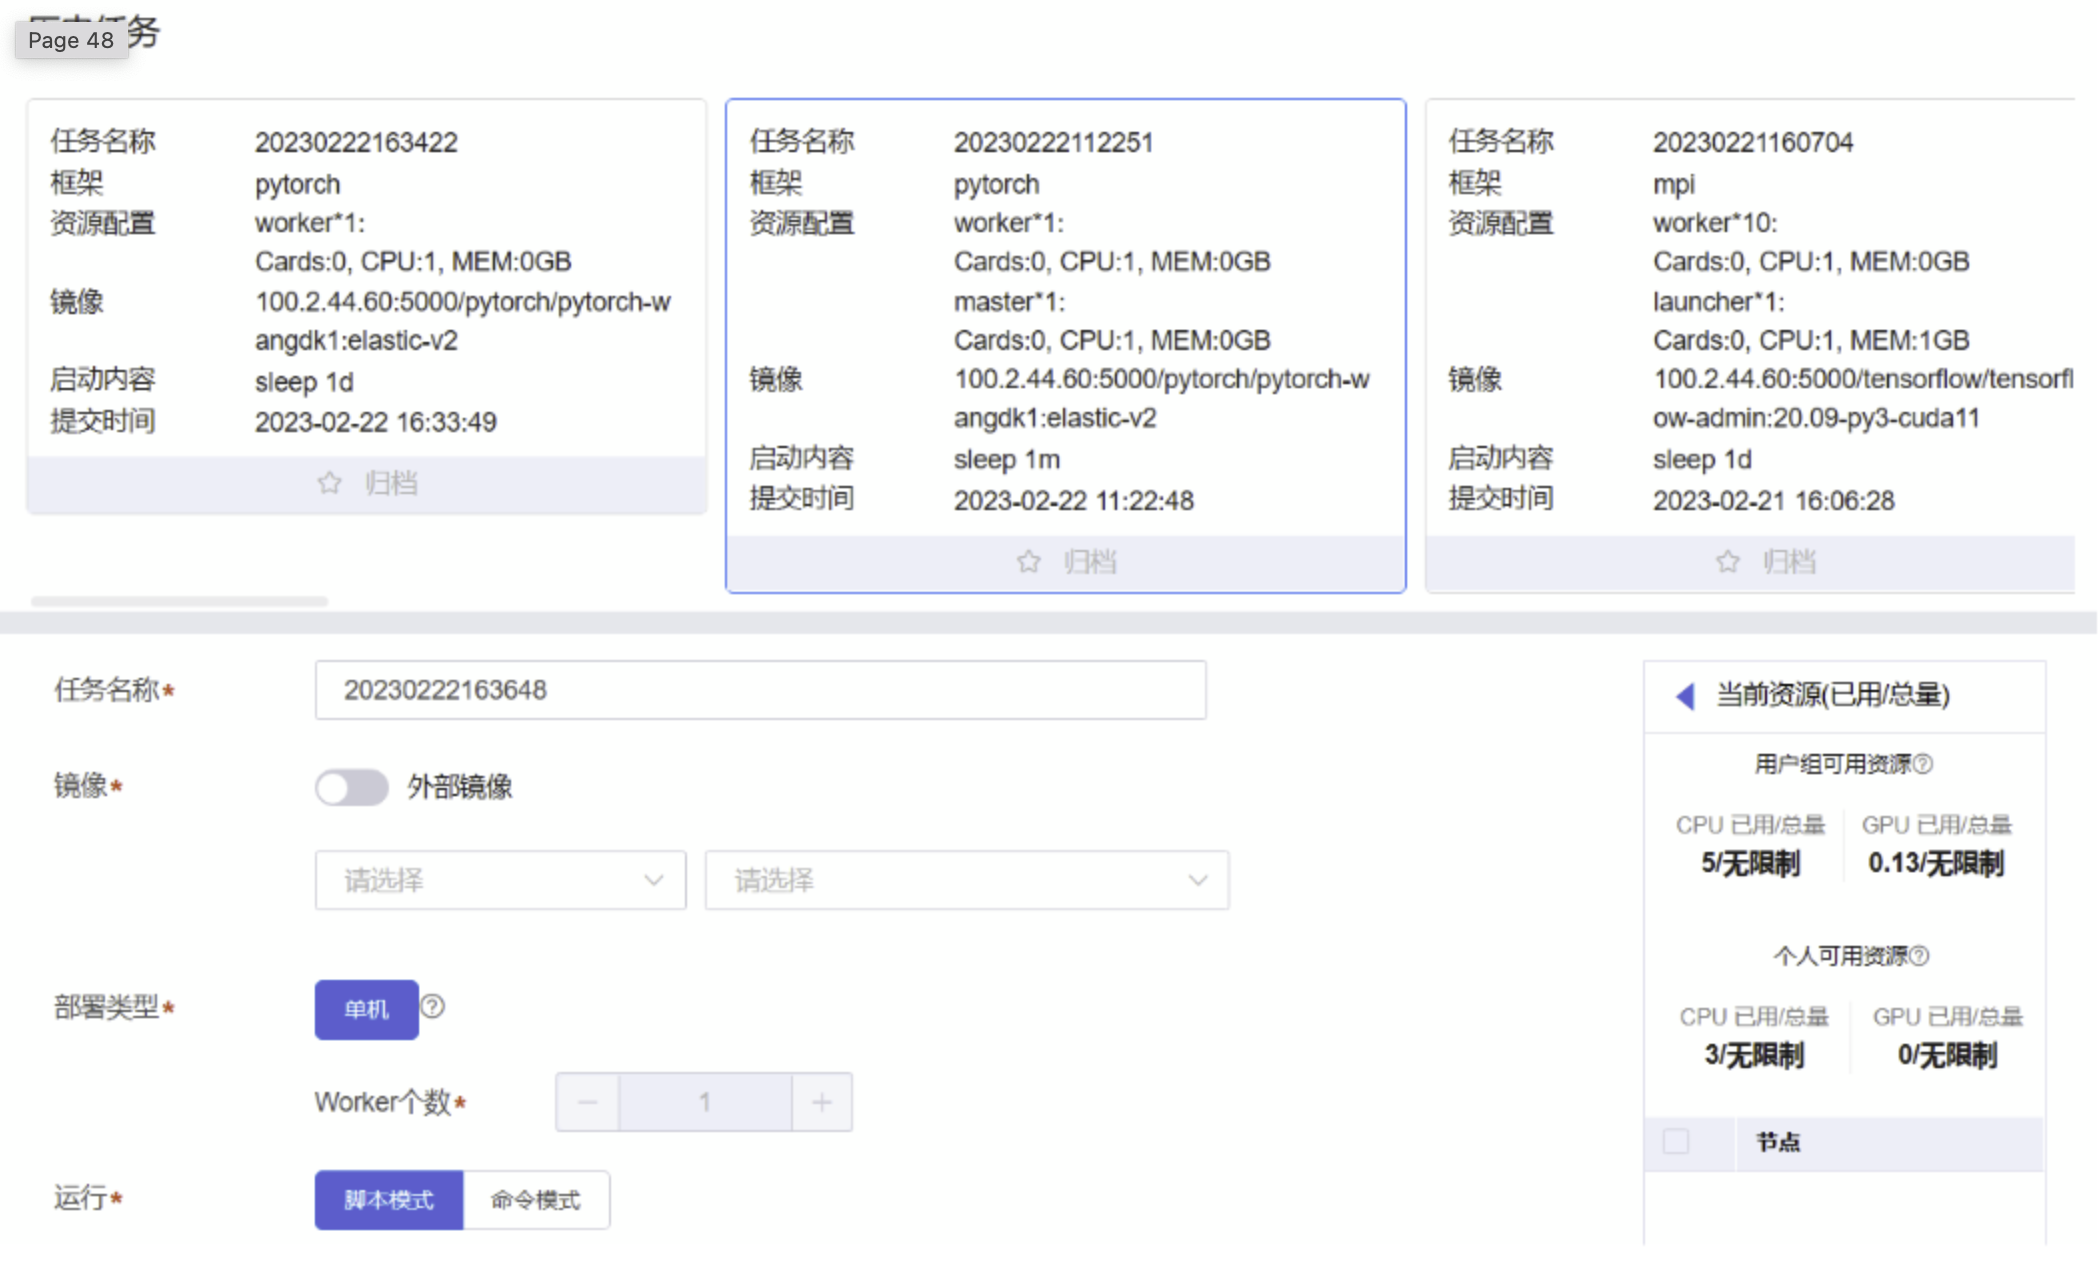 Page 48
务
任务名称 20230222163422
框架 pytorch
资源配置 worker*1:
Cards:0, CPU:1, MEM:0GB
镜像 100.2.44.60:5000/pytorch/pytorch-w
angdk1:elastic-v2
启动内容 sleep 1d
提交时间 2023-02-22 16:33:49
归档
任务名称 20230222112251
框架 pytorch
资源配置 worker*1:
Cards:0, CPU:1, MEM:0GB
master*1:
Cards:0, CPU:1, MEM:0GB
镜像 100.2.44.60:5000/pytorch/pytorch-w
angdk1:elastic-v2
启动内容 sleep 1m
提交时间 2023-02-22 11:22:48
归档
任务名称 20230221160704
框架 mpi
资源配置 worker*10:
Cards:0, CPU:1, MEM:0GB
launcher*1:
Cards:0, CPU:1, MEM:1GB
镜像 100.2.44.60:5000/tensorflow/tensorfl
ow-admin:20.09-py3-cuda11
启动内容 sleep 1d
提交时间 2023-02-21 16:06:28
归档
任务名称* 20230222163648
镜像* 外部镜像
请选择 请选择
部署类型* 单机 ?
Worker个数* − 1 +
运行* 脚本模式 命令模式
当前资源(已用/总量)
用户组可用资源?
CPU 已用/总量 GPU 已用/总量
5/无限制 0.13/无限制
个人可用资源?
CPU 已用/总量 GPU 已用/总量
3/无限制 0/无限制
节点